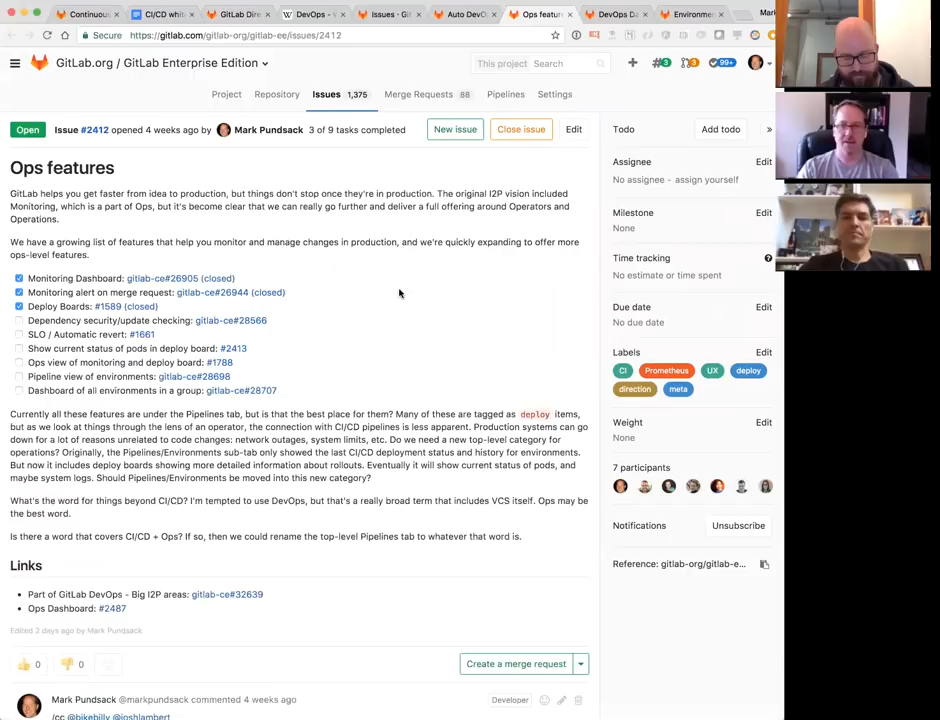 Continuous
CI/CD whit
GitLab Dire
DevOps - W
Issues · Git
Auto DevO
Ops featur
DevOps Da
Environme
Mark
Secure https://gitlab.com/gitlab-org/gitlab-ee/issues/2412
GitLab.org / GitLab Enterprise Edition
This project Search
3
3
99+
Project Repository Issues 1,375 Merge Requests 88 Pipelines Settings
Open Issue #2412 opened 4 weeks ago by Mark Pundsack 3 of 9 tasks completed New issue Close issue Edit
Ops features
GitLab helps you get faster from idea to production, but things don't stop once they're in production. The original I2P vision included
Monitoring, which is a part of Ops, but it's become clear that we can really go further and deliver a full offering around Operators and
Operations.
We have a growing list of features that help you monitor and manage changes in production, and we're quickly expanding to offer more
ops-level features.
Monitoring Dashboard: gitlab-ce#26905 (closed)
Monitoring alert on merge request: gitlab-ce#26944 (closed)
Deploy Boards: #1589 (closed)
Dependency security/update checking: gitlab-ce#28566
SLO / Automatic revert: #1661
Show current status of pods in deploy board: #2413
Ops view of monitoring and deploy board: #1788
Pipeline view of environments: gitlab-ce#28698
Dashboard of all environments in a group: gitlab-ce#28707
Currently all these features are under the Pipelines tab, but is that the best place for them? Many of these are tagged as deploy items,
but as we look at things through the lens of an operator, the connection with CI/CD pipelines is less apparent. Production systems can go
down for a lot of reasons unrelated to code changes: network outages, system limits, etc. Do we need a new top-level category for
operations? Originally, the Pipelines/Environments sub-tab only showed the last CI/CD deployment status and history for environments.
But now it includes deploy boards showing more detailed information about rollouts. Eventually it will show current status of pods, and
maybe system logs. Should Pipelines/Environments be moved into this new category?
What's the word for things beyond CI/CD? I'm tempted to use DevOps, but that's a really broad term that includes VCS itself. Ops may be
the best word.
Is there a word that covers CI/CD + Ops? If so, then we could rename the top-level Pipelines tab to whatever that word is.
Links
Part of GitLab DevOps - Big I2P areas: gitlab-ce#32639
Ops Dashboard: #2487
Edited 2 days ago by Mark Pundsack
0
0
Create a merge request
Mark Pundsack @markpundsack commented 4 weeks ago Developer
/cc @bikebilly @joshlambert
Todo Add todo »
Assignee Edit
No assignee - assign yourself
Milestone Edit
None
Time tracking ?
No estimate or time spent
Due date Edit
No due date
Labels Edit
CI Prometheus UX deploy
direction meta
Weight Edit
None
7 participants
Notifications Unsubscribe
Reference: gitlab-org/gitlab-e...